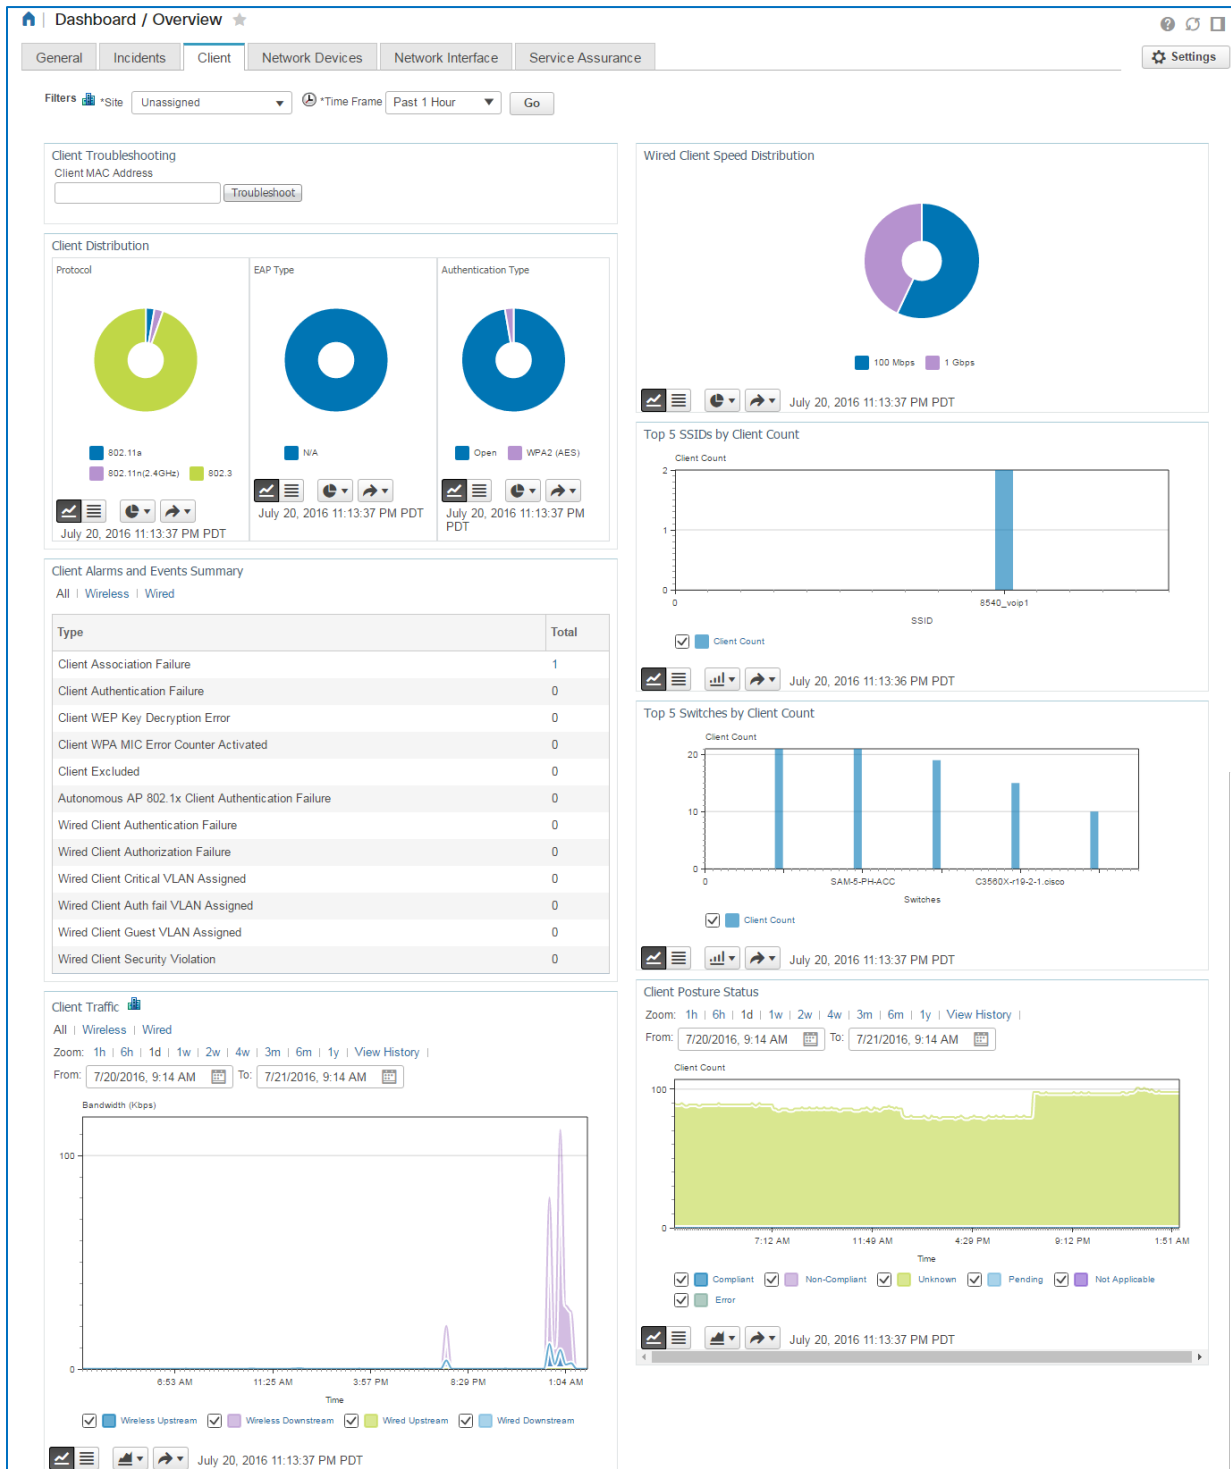 Dashboard / Overview
General Incidents Client Network Devices Network Interface Service Assurance
Settings
Filters *Site Unassigned *Time Frame Past 1 Hour Go
Client Troubleshooting
Client MAC Address
Troubleshoot
Client Distribution
Protocol
802.11a
802.11n(2.4GHz) 802.3
July 20, 2016 11:13:37 PM PDT
EAP Type
N/A
July 20, 2016 11:13:37 PM PDT
Authentication Type
Open WPA2 (AES)
July 20, 2016 11:13:37 PM
PDT
Client Alarms and Events Summary
All | Wireless | Wired
Type Total
Client Association Failure 1
Client Authentication Failure 0
Client WEP Key Decryption Error 0
Client WPA MIC Error Counter Activated 0
Client Excluded 0
Autonomous AP 802.1x Client Authentication Failure 0
Wired Client Authentication Failure 0
Wired Client Authorization Failure 0
Wired Client Critical VLAN Assigned 0
Wired Client Auth fail VLAN Assigned 0
Wired Client Guest VLAN Assigned 0
Wired Client Security Violation 0
Client Traffic
All | Wireless | Wired
Zoom: 1h | 6h | 1d | 1w | 2w | 4w | 3m | 6m | 1y | View History |
From: 7/20/2016, 9:14 AM To: 7/21/2016, 9:14 AM
Bandwidth (Kbps)
100
0
6:53 AM 11:25 AM 3:57 PM 8:29 PM 1:04 AM
Time
Wireless Upstream Wireless Downstream Wired Upstream Wired Downstream
July 20, 2016 11:13:37 PM PDT
Wired Client Speed Distribution
100 Mbps 1 Gbps
July 20, 2016 11:13:37 PM PDT
Top 5 SSIDs by Client Count
Client Count
2
1
0
0 8540_voip1
SSID
Client Count
July 20, 2016 11:13:36 PM PDT
Top 5 Switches by Client Count
Client Count
20
10
0
0 SAM-5-PH-ACC C3560X-r19-2-1.cisco
Switches
Client Count
July 20, 2016 11:13:37 PM PDT
Client Posture Status
Zoom: 1h | 6h | 1d | 1w | 2w | 4w | 3m | 6m | 1y | View History |
From: 7/20/2016, 9:14 AM To: 7/21/2016, 9:14 AM
Client Count
100
0
7:12 AM 11:49 AM 4:29 PM 9:12 PM 1:51 AM
Time
Compliant Non-Compliant Unknown Pending Not Applicable
Error
July 20, 2016 11:13:37 PM PDT